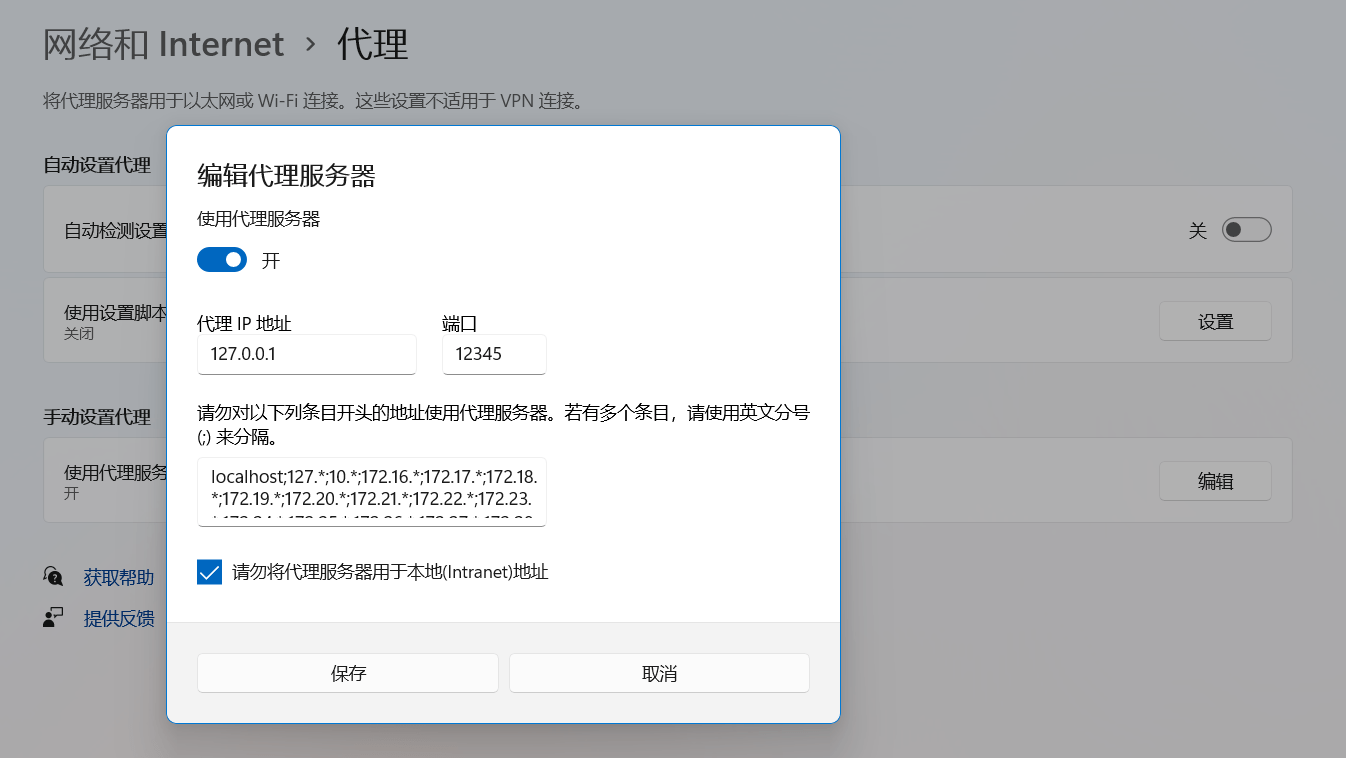 网络和 Internet › 代理
将代理服务器用于以太网或 Wi-Fi 连接。这些设置不适用于 VPN 连接。
自动设置代理
自动检测设置
关
使用设置脚本
关闭
设置
手动设置代理
使用代理服务
开
编辑
获取帮助
提供反馈
编辑代理服务器
使用代理服务器
开
代理 IP 地址
端口
127.0.0.1
12345
请勿对以下列条目开头的地址使用代理服务器。若有多个条目，请使用英文分号
(;) 来分隔。
localhost;127.*;10.*;172.16.*;172.17.*;172.18.
*;172.19.*;172.20.*;172.21.*;172.22.*;172.23.
请勿将代理服务器用于本地(Intranet)地址
保存
取消